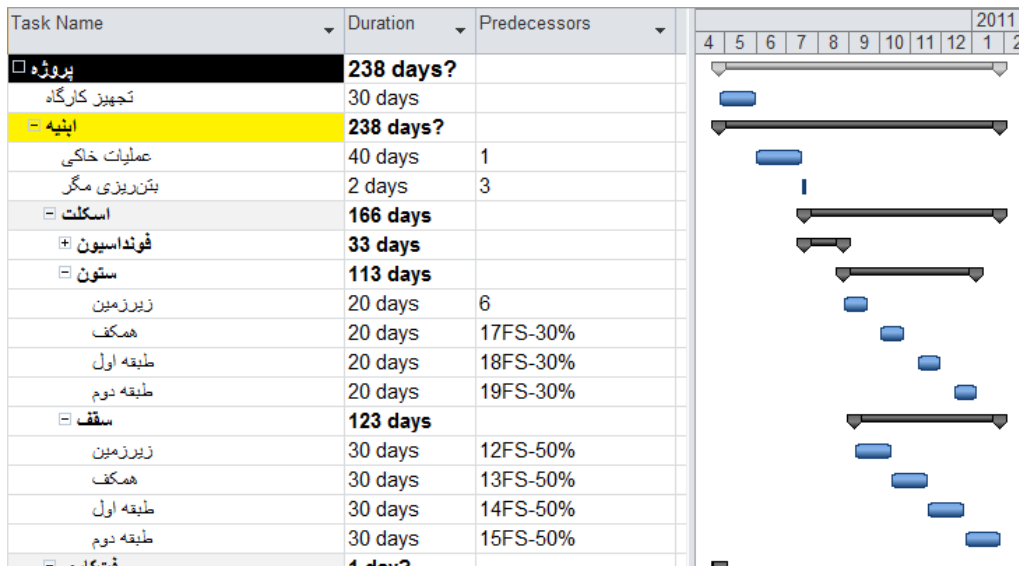 Task Name Duration Predecessors 2011
4 5 6 7 8 9 10 11 12 1 2
پروژه 238 days?
تجهیز کارگاه 30 days
ابنیه 238 days?
عملیات خاکی 40 days 1
بتن‌ریزی مگر 2 days 3
اسکلت 166 days
فونداسیون 33 days
ستون 113 days
زیرزمین 20 days 6
همکف 20 days 17FS-30%
طبقه اول 20 days 18FS-30%
طبقه دوم 20 days 19FS-30%
سقف 123 days
زیرزمین 30 days 12FS-50%
همکف 30 days 13FS-50%
طبقه اول 30 days 14FS-50%
طبقه دوم 30 days 15FS-50%
1 day?